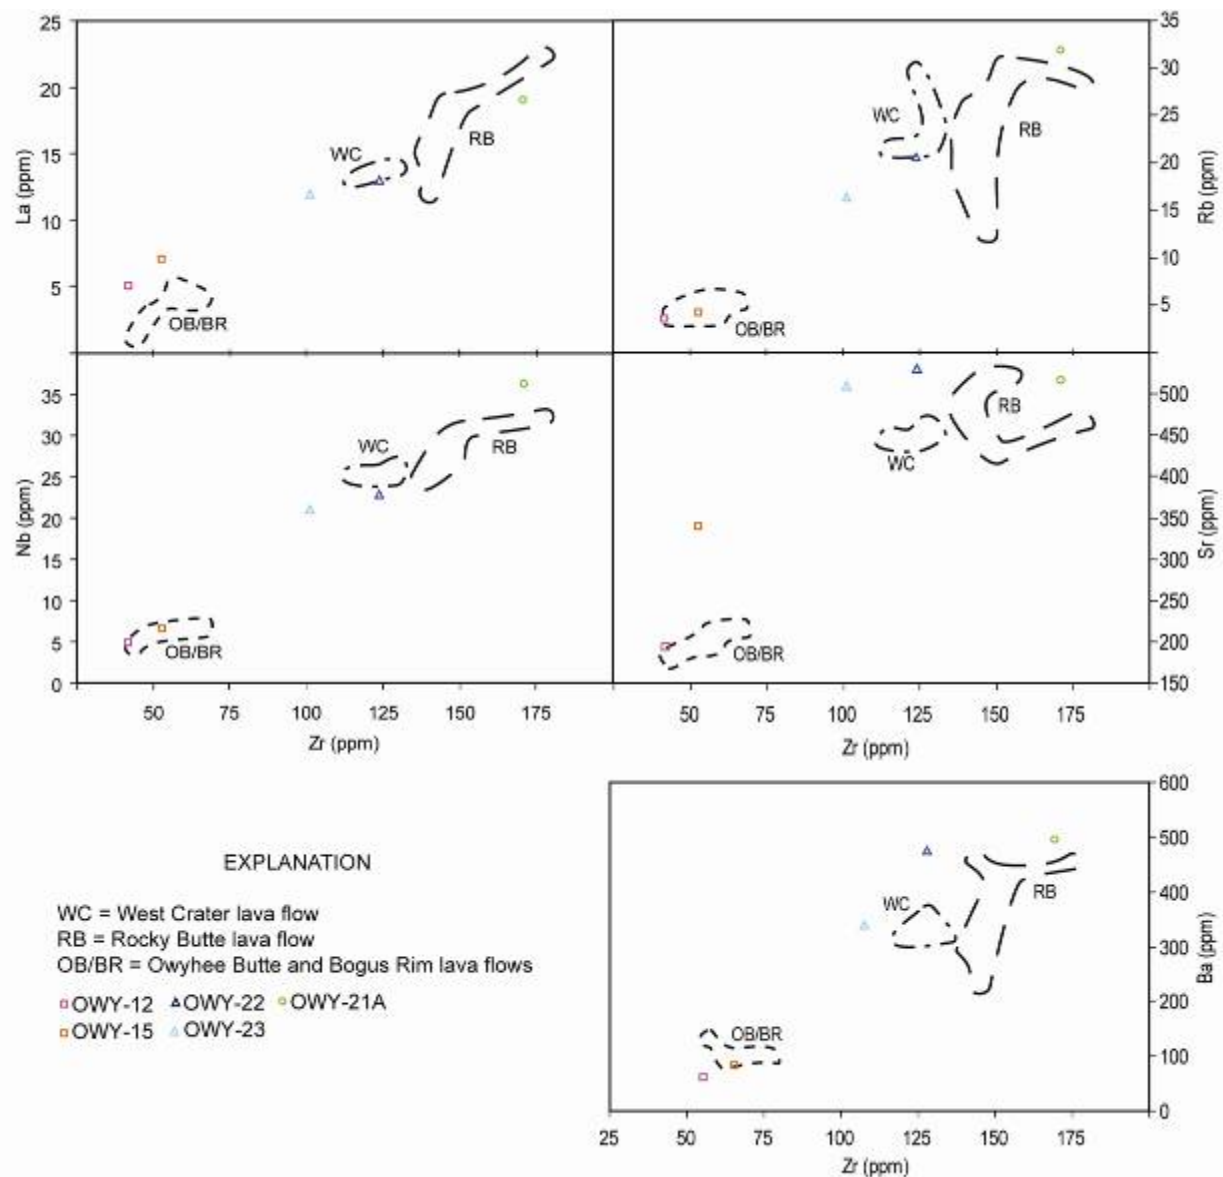 25
20
15
10
5
La (ppm)
WC
RB
OB/BR
35
30
25
20
15
10
5
Rb (ppm)
WC
RB
OB/BR
35
30
25
20
15
10
5
0
Nb (ppm)
WC
RB
OB/BR
50 75 100 125 150 175
Zr (ppm)
500
450
400
350
300
250
200
150
Sr (ppm)
RB
WC
OB/BR
50 75 100 125 150 175
Zr (ppm)
EXPLANATION
WC = West Crater lava flow
RB = Rocky Butte lava flow
OB/BR = Owyhee Butte and Bogus Rim lava flows
OWY-12 OWY-22 OWY-21A
OWY-15 OWY-23
600
500
400
300
200
100
0
Ba (ppm)
WC
RB
OB/BR
25 50 75 100 125 150 175
Zr (ppm)